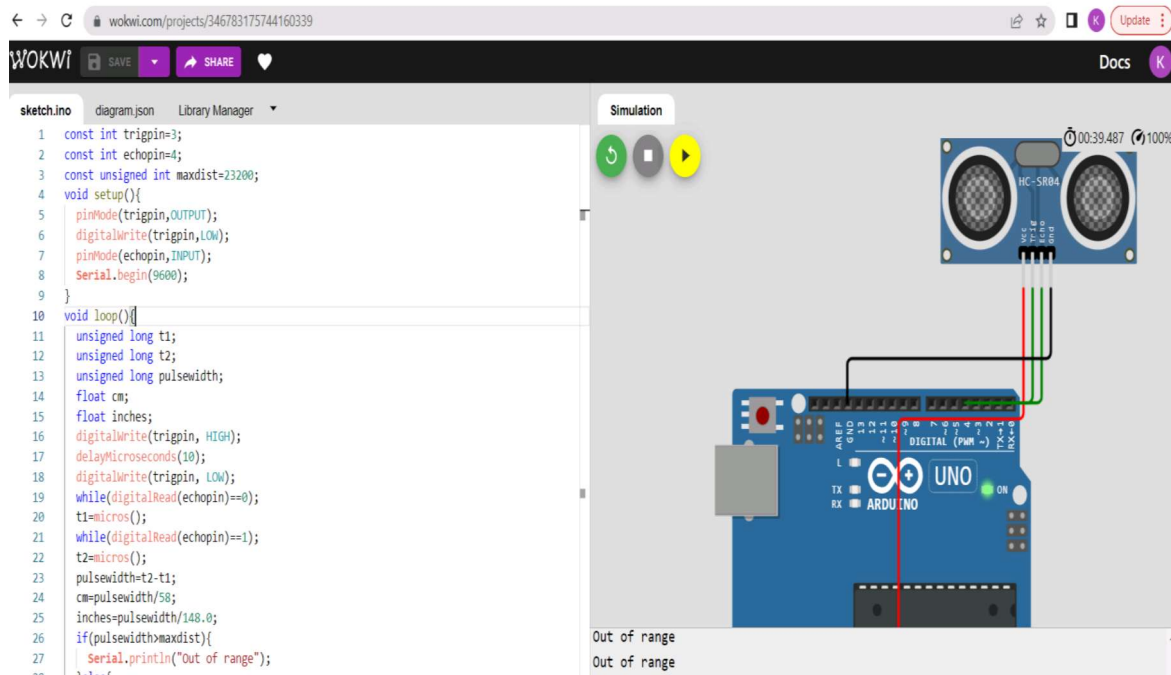 wokwi.com/projects/346783175744160339
K
Update
WOKWi
SAVE
SHARE
Docs
K
sketch.ino
diagram.json
Library Manager
1 const int trigpin=3;
2 const int echopin=4;
3 const unsigned int maxdist=23200;
4 void setup(){
5 pinMode(trigpin,OUTPUT);
6 digitalWrite(trigpin,LOW);
7 pinMode(echopin,INPUT);
8 Serial.begin(9600);
9 }
10 void loop(){
11 unsigned long t1;
12 unsigned long t2;
13 unsigned long pulsewidth;
14 float cm;
15 float inches;
16 digitalWrite(trigpin, HIGH);
17 delayMicroseconds(10);
18 digitalWrite(trigpin, LOW);
19 while(digitalRead(echopin)==0);
20 t1=micros();
21 while(digitalRead(echopin)==1);
22 t2=micros();
23 pulsewidth=t2-t1;
24 cm=pulsewidth/58;
25 inches=pulsewidth/148.0;
26 if(pulsewidth>maxdist){
27 Serial.println("Out of range");
Simulation
00:39.487 100%
HC-SR04
Vcc
Trig
Echo
Gnd
AREF
GND
13
12
~11
~10
~9
8
7
~6
~5
4
~3
2
TX→1
RX←0
DIGITAL (PWM ~)
L
TX
RX
UNO
ON
ARDUINO
Out of range
Out of range